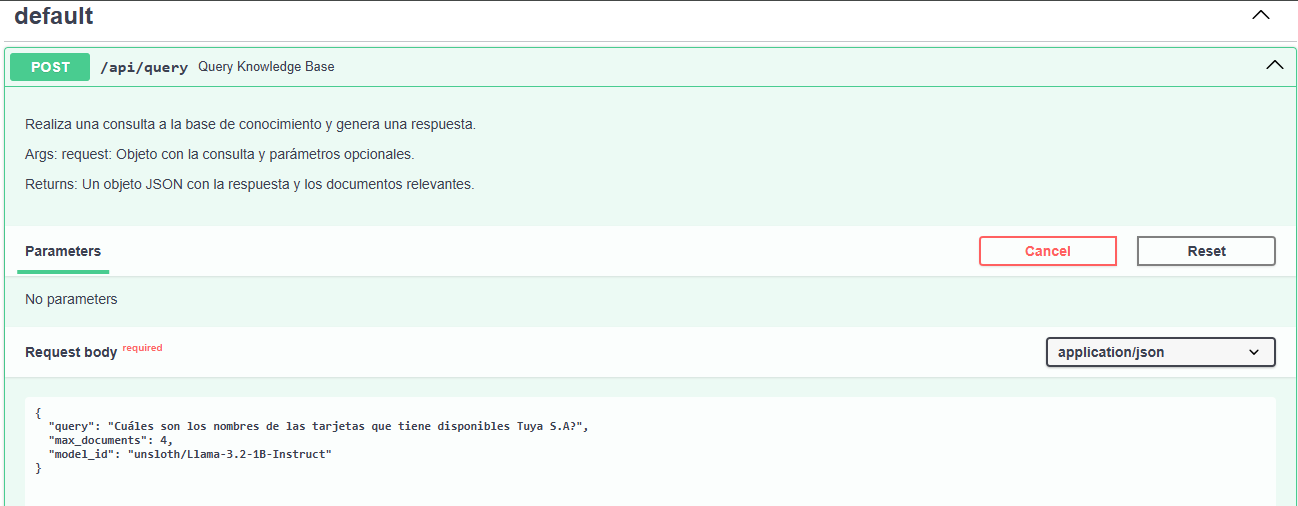 default
POST /api/query Query Knowledge Base
Realiza una consulta a la base de conocimiento y genera una respuesta.
Args: request: Objeto con la consulta y parámetros opcionales.
Returns: Un objeto JSON con la respuesta y los documentos relevantes.
Parameters Cancel Reset
No parameters
Request body required application/json
{
"query": "Cuáles son los nombres de las tarjetas que tiene disponibles Tuya S.A?",
"max_documents": 4,
"model_id": "unsloth/Llama-3.2-1B-Instruct"
}